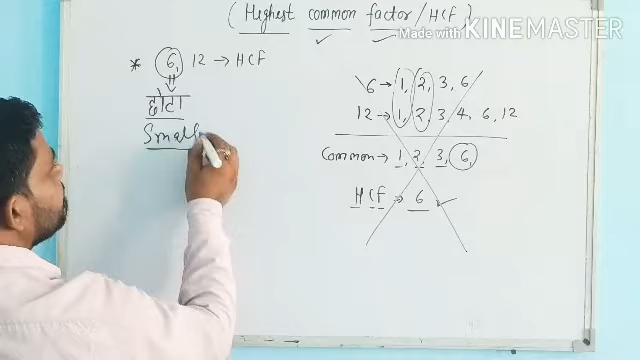 ( Highest common factor / HCF )
Made with KINEMASTER
* 6, 12 → HCF
छोटा
Small
6 → 1, 2, 3, 6
12 → 1, 2, 3, 4, 6, 12
Common → 1, 2, 3, 6,
HCF → 6 ✓